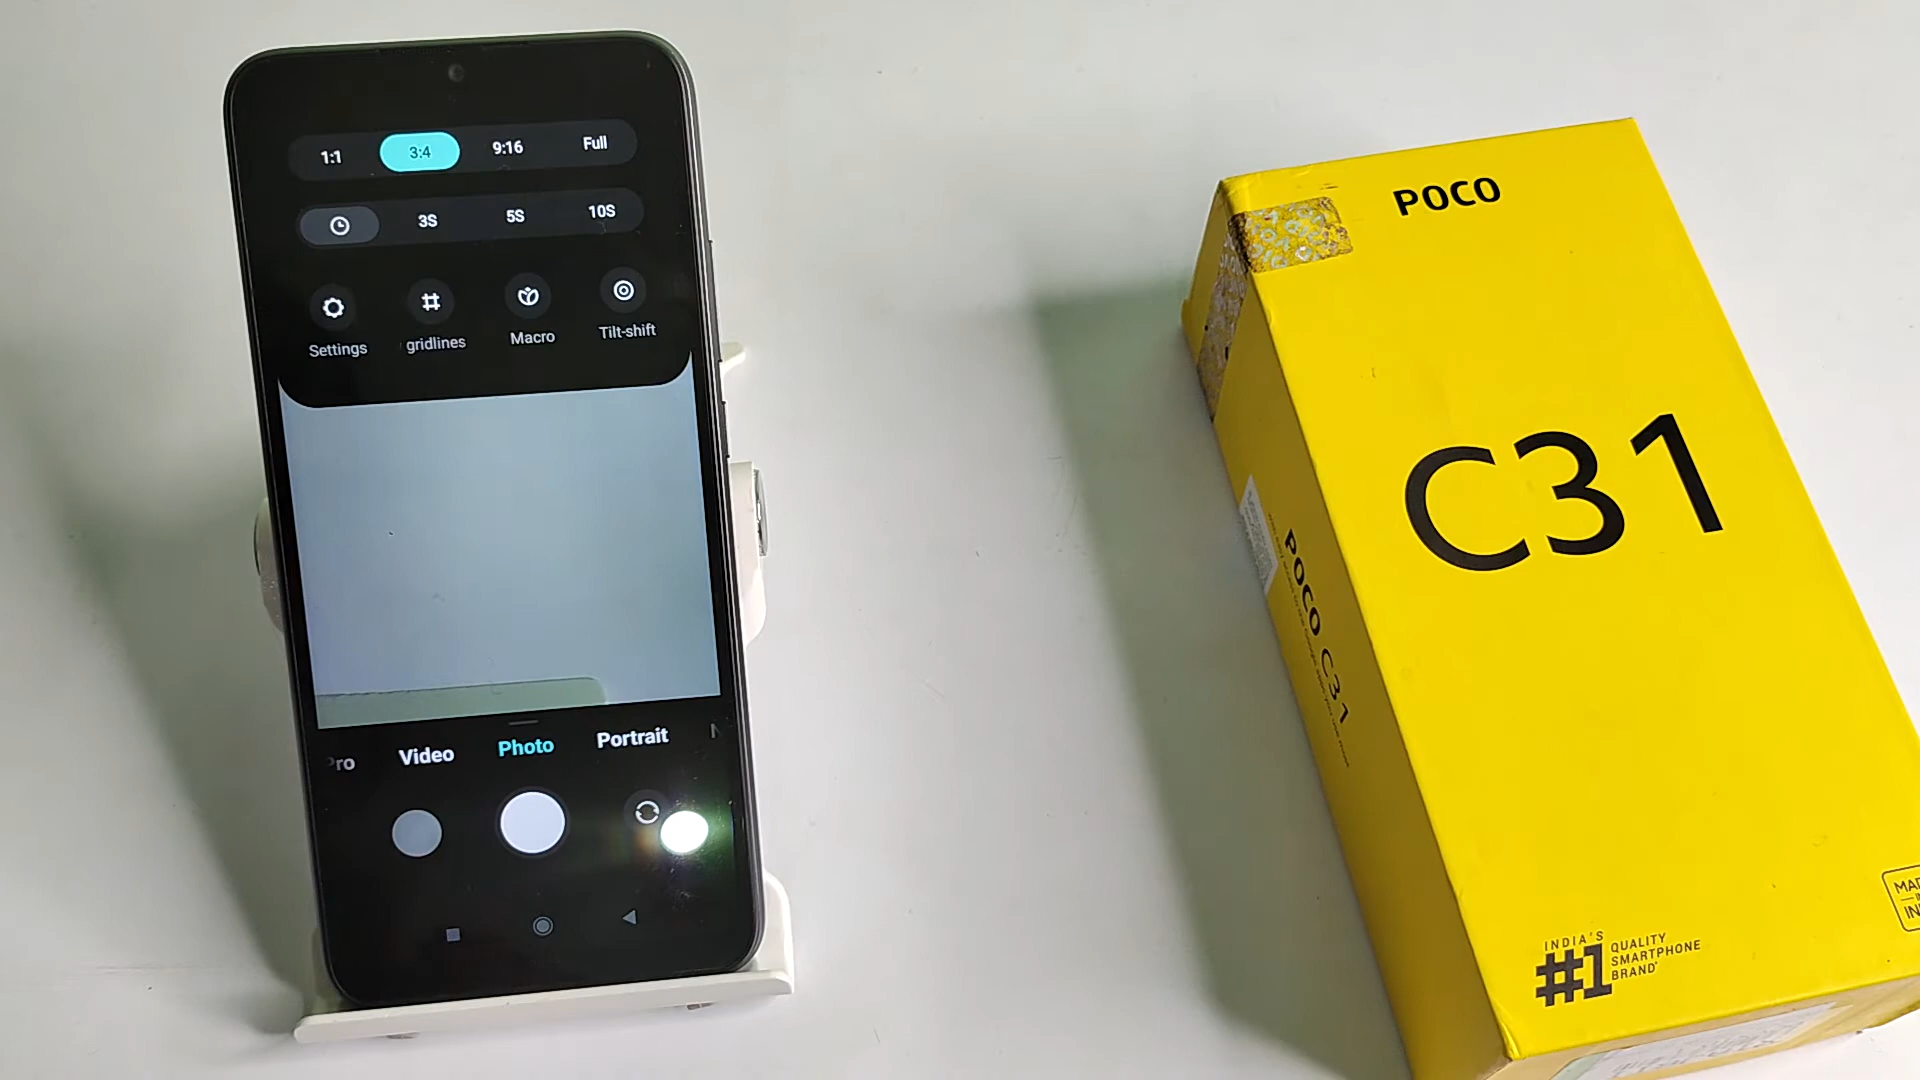 1:1 3:4 9:16 Full
3S 5S 10S
Settings gridlines Macro Tilt-shift
Pro Video Photo Portrait
POCO
C31
POCO C31
INDIA'S
#1 QUALITY
SMARTPHONE
BRAND*